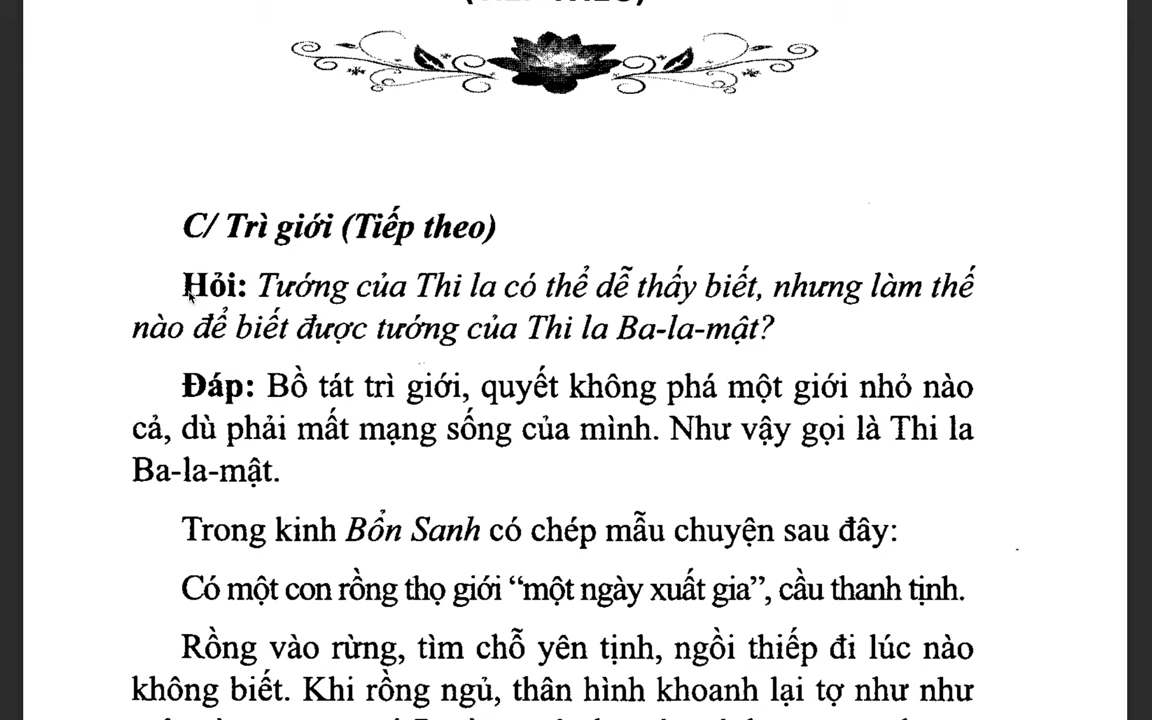 C/ Trì giới (Tiếp theo)
Hỏi: Tướng của Thi la có thể dễ thấy biết, nhưng làm thế
nào để biết được tướng của Thi la Ba-la-mật?
Đáp: Bồ tát trì giới, quyết không phá một giới nhỏ nào
cả, dù phải mất mạng sống của mình. Như vậy gọi là Thi la
Ba-la-mật.
Trong kinh Bổn Sanh có chép mẫu chuyện sau đây:
Có một con rồng thọ giới “một ngày xuất gia”, cầu thanh tịnh.
Rồng vào rừng, tìm chỗ yên tịnh, ngồi thiếp đi lúc nào
không biết. Khi rồng ngủ, thân hình khoanh lại tợ như như